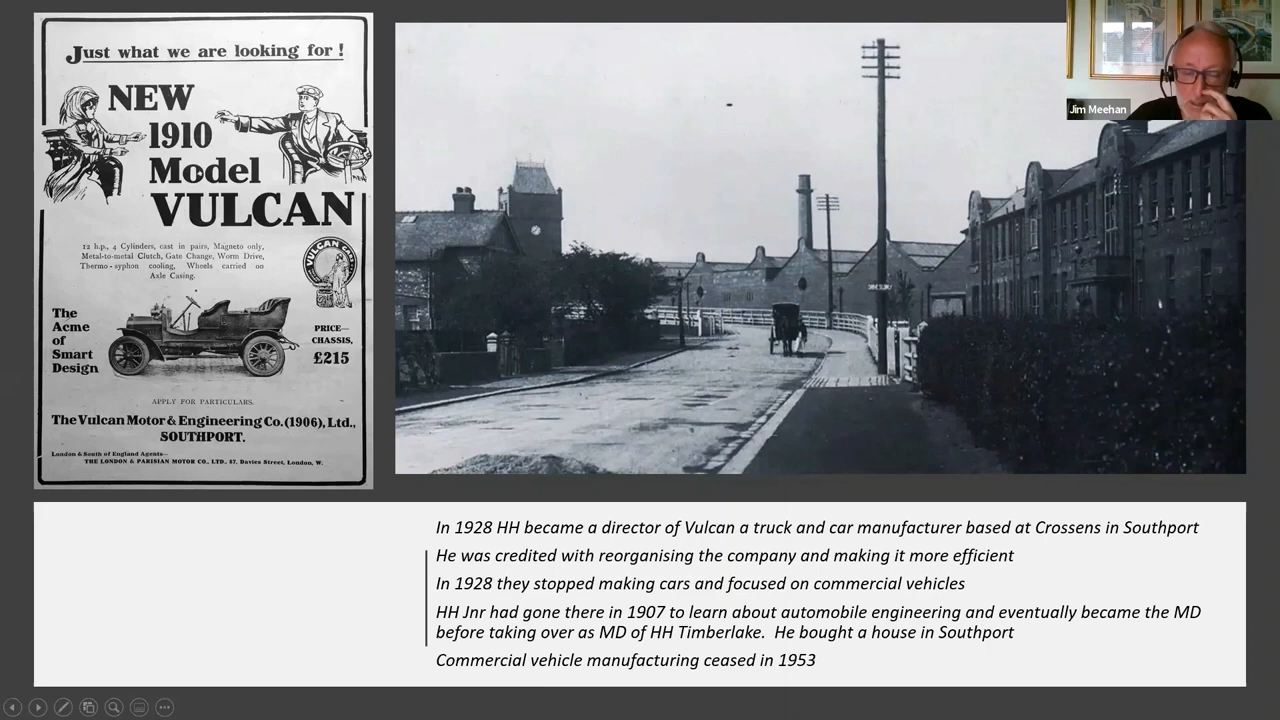 Just what we are looking for!
NEW
1910
Model
VULCAN
12 h.p., 4 Cylinders, cast in pairs, Magneto only,
Metal-to-metal Clutch, Gate Change, Worm Drive,
Thermo-syphon cooling, Wheels carried on
Axle Casing.
VULCAN
The
Acme
of
Smart
Design
PRICE—
CHASSIS,
£215
APPLY FOR PARTICULARS.
The Vulcan Motor & Engineering Co. (1906), Ltd.,
SOUTHPORT.
London & South of England Agents—
THE LONDON & PARISIAN MOTOR CO., LTD., 87, Davies Street, London, W.
Jim Meehan
In 1928 HH became a director of Vulcan a truck and car manufacturer based at Crossens in Southport
He was credited with reorganising the company and making it more efficient
In 1928 they stopped making cars and focused on commercial vehicles
HH Jnr had gone there in 1907 to learn about automobile engineering and eventually became the MD
before taking over as MD of HH Timberlake.  He bought a house in Southport
Commercial vehicle manufacturing ceased in 1953